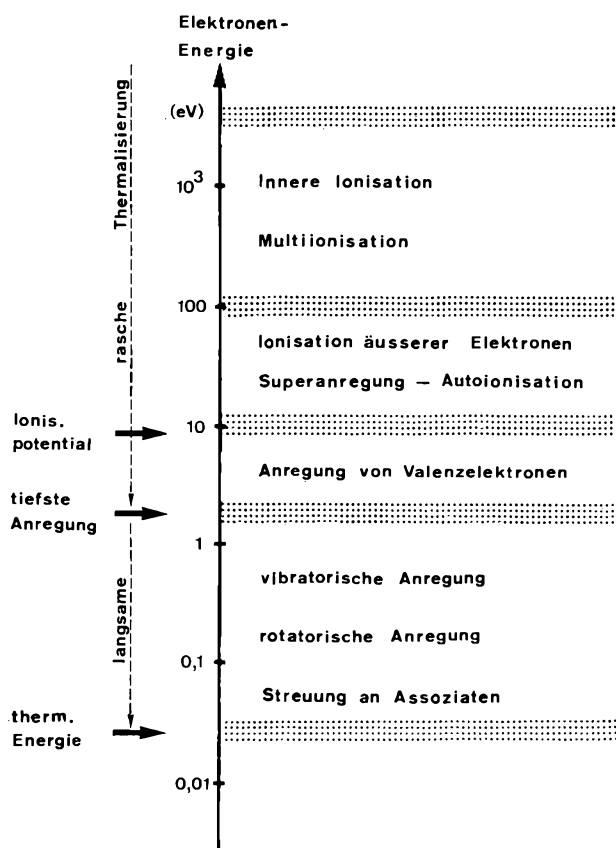 Elektronen-
Energie
(eV)
10³
Innere Ionisation
Multiionisation
100
Ionisation äusserer Elektronen
Superanregung — Autoionisation
Ionis.
potential
10
Anregung von Valenzelektronen
tiefste
Anregung
1
vibratorische Anregung
rotatorische Anregung
0,1
Streuung an Assoziaten
therm.
Energie
0,01
rasche Thermalisierung
langsame